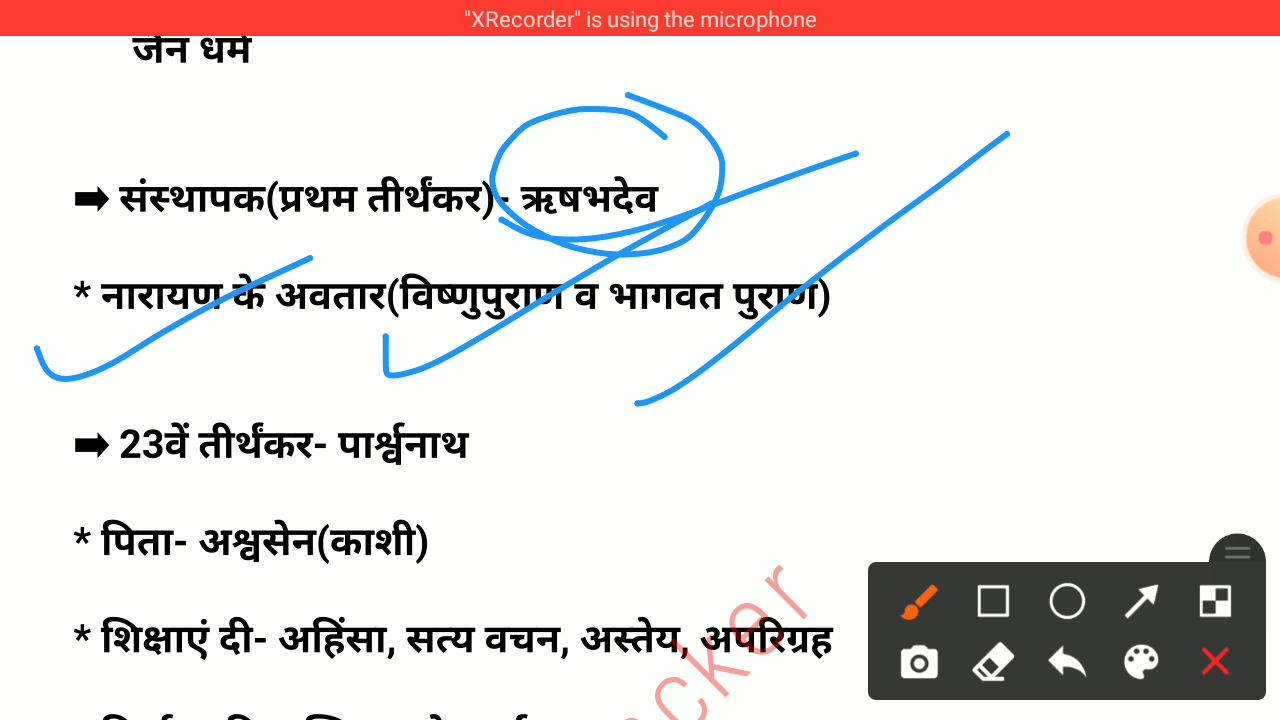 "XRecorder" is using the microphone
जैन धर्म
➡ संस्थापक(प्रथम तीर्थंकर)- ऋषभदेव
* नारायण के अवतार(विष्णुपुराण व भागवत पुराण)
➡ 23वें तीर्थंकर- पार्श्वनाथ
* पिता- अश्वसेन(काशी)
* शिक्षाएं दी- अहिंसा, सत्य वचन, अस्तेय, अपरिग्रह
cker